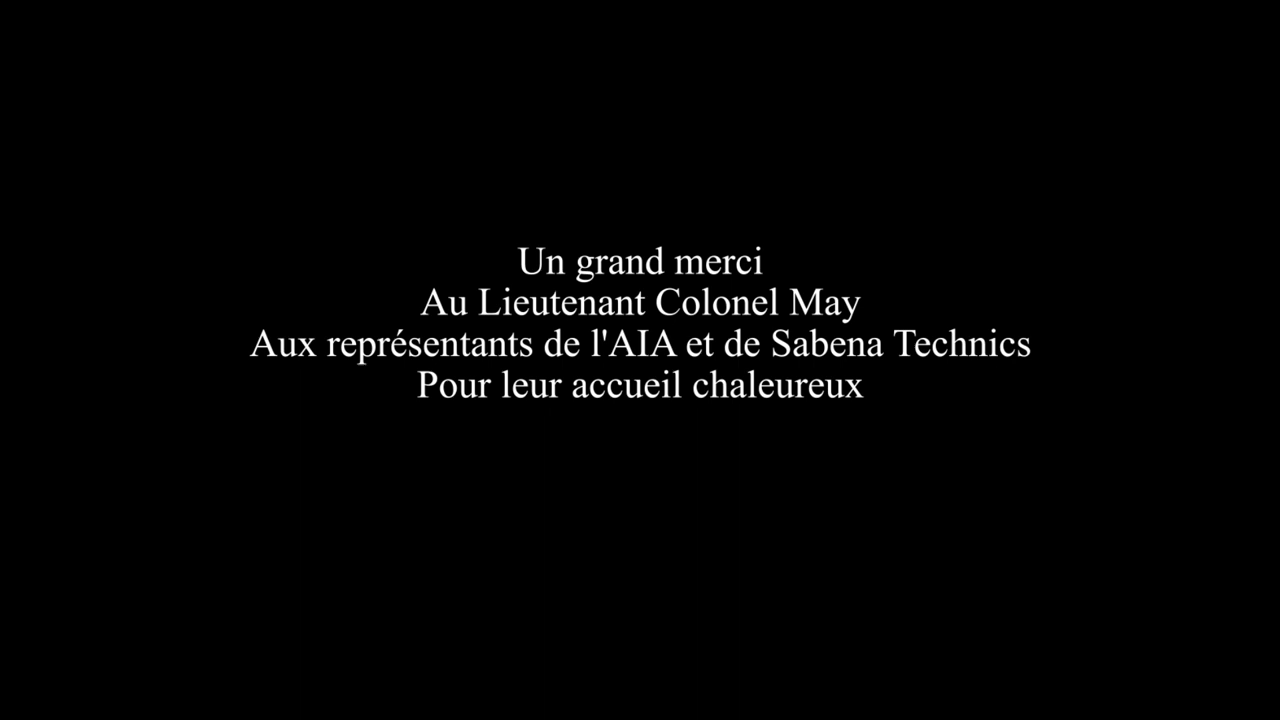 Un grand merci
Au Lieutenant Colonel May
Aux représentants de l'AIA et de Sabena Technics
Pour leur accueil chaleureux